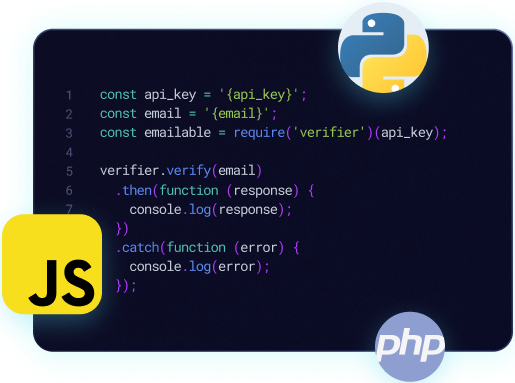 1 const api_key = '{api_key}';
2 const email = '{email}';
3 const emailable = require('verifier')(api_key);
4
5 verifier.verify(email)
6 .then(function (response) {
7 console.log(response);
})
.catch(function (error) {
console.log(error);
});
JS
php